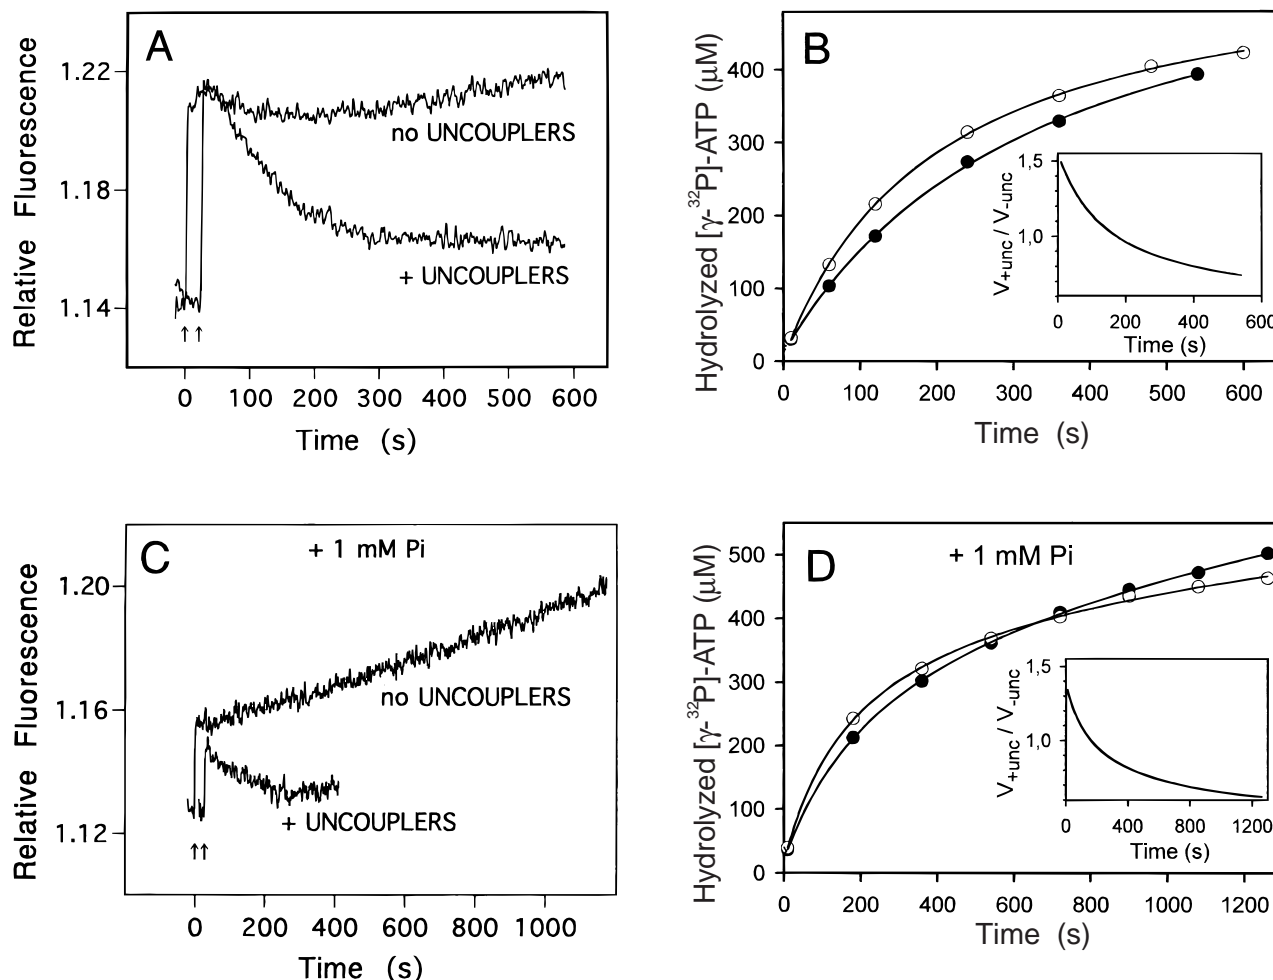 A
Relative Fluorescence
1.22
1.18
1.14
no UNCOUPLERS
+ UNCOUPLERS
↑ ↑
0 100 200 300 400 500 600
Time (s)
B
Hydrolyzed [γ-³²P]-ATP (μM)
400
300
200
100
0
0 100 200 300 400 500 600
Time (s)
V+unc / V-unc
1,5
1,0
0 200 400 600
Time (s)
C
+ 1 mM Pi
Relative Fluorescence
1.20
1.16
1.12
no UNCOUPLERS
+ UNCOUPLERS
↑↑
0 200 400 600 800 1000
Time (s)
D
+ 1 mM Pi
Hydrolyzed [γ-³²P]-ATP (μM)
500
400
300
200
100
0
0 200 400 600 800 1000 1200
Time (s)
V+unc / V-unc
1,5
1,0
0 400 800 1200
Time (s)